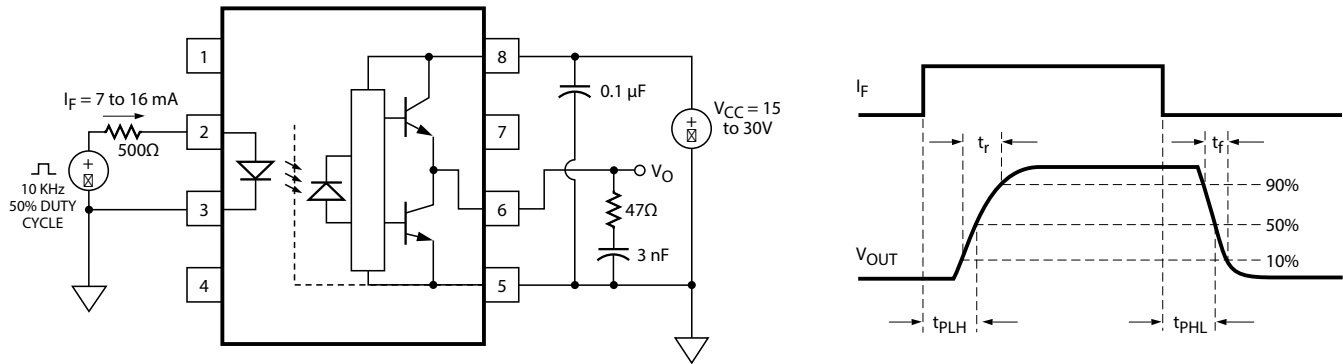 1
2
3
4
8
7
6
5
I_F = 7 to 16 mA
500Ω
+
10 KHz
50% DUTY
CYCLE
0.1 µF
V_CC = 15
to 30V
+
V_O
47Ω
3 nF
I_F
t_r
t_f
90%
50%
10%
V_OUT
t_PLH
t_PHL